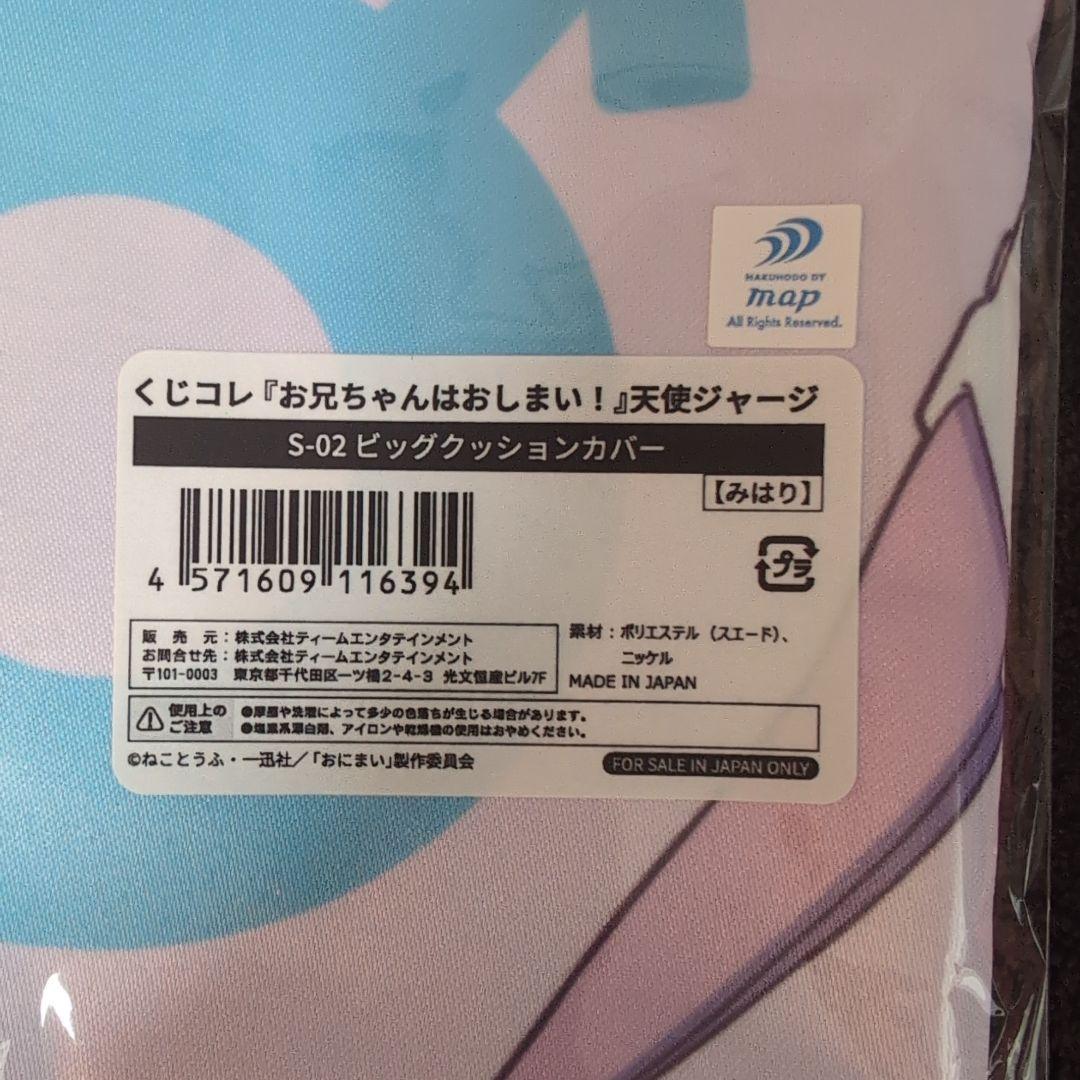 HAKUHODO DY
map
All Rights Reserved.
くじコレ『お兄ちゃんはおしまい！』天使ジャージ
S-02 ビッグクッションカバー
【みはり】
4 571609 116394
プラ
販売元：株式会社ティームエンタテインメント
お問合せ先：株式会社ティームエンタテインメント
〒101-0003 東京都千代田区一ツ橋2-4-3 光文恒産ビル7F
素材：ポリエステル（スエード）、
ニッケル
MADE IN JAPAN
使用上の
ご注意
●摩擦や洗濯によって多少の色落ちが生じる場合があります。
●塩素系漂白剤、アイロンや乾燥機の使用はおやめください。
©ねことうふ・一迅社／「おにまい」製作委員会
FOR SALE IN JAPAN ONLY